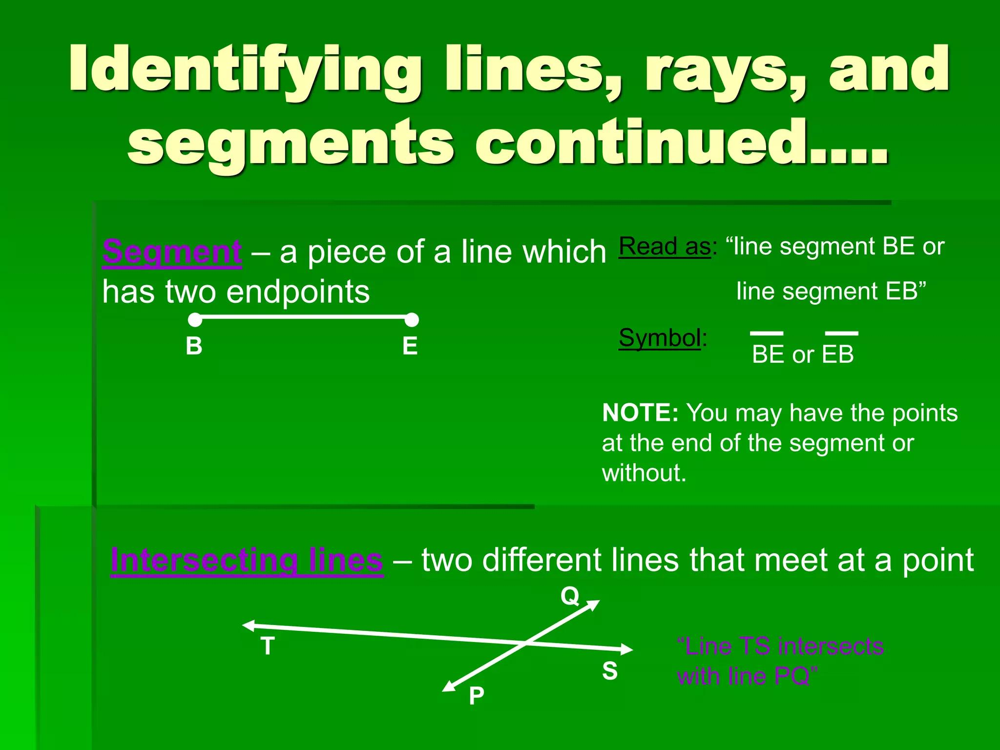 Identifying lines, rays, and
segments continued….
Segment – a piece of a line which
has two endpoints
B E
Read as: “line segment BE or
line segment EB”
Symbol:
BE or EB
NOTE: You may have the points
at the end of the segment or
without.
Intersecting lines – two different lines that meet at a point
Q
T
S
P
“Line TS intersects
with line PQ”